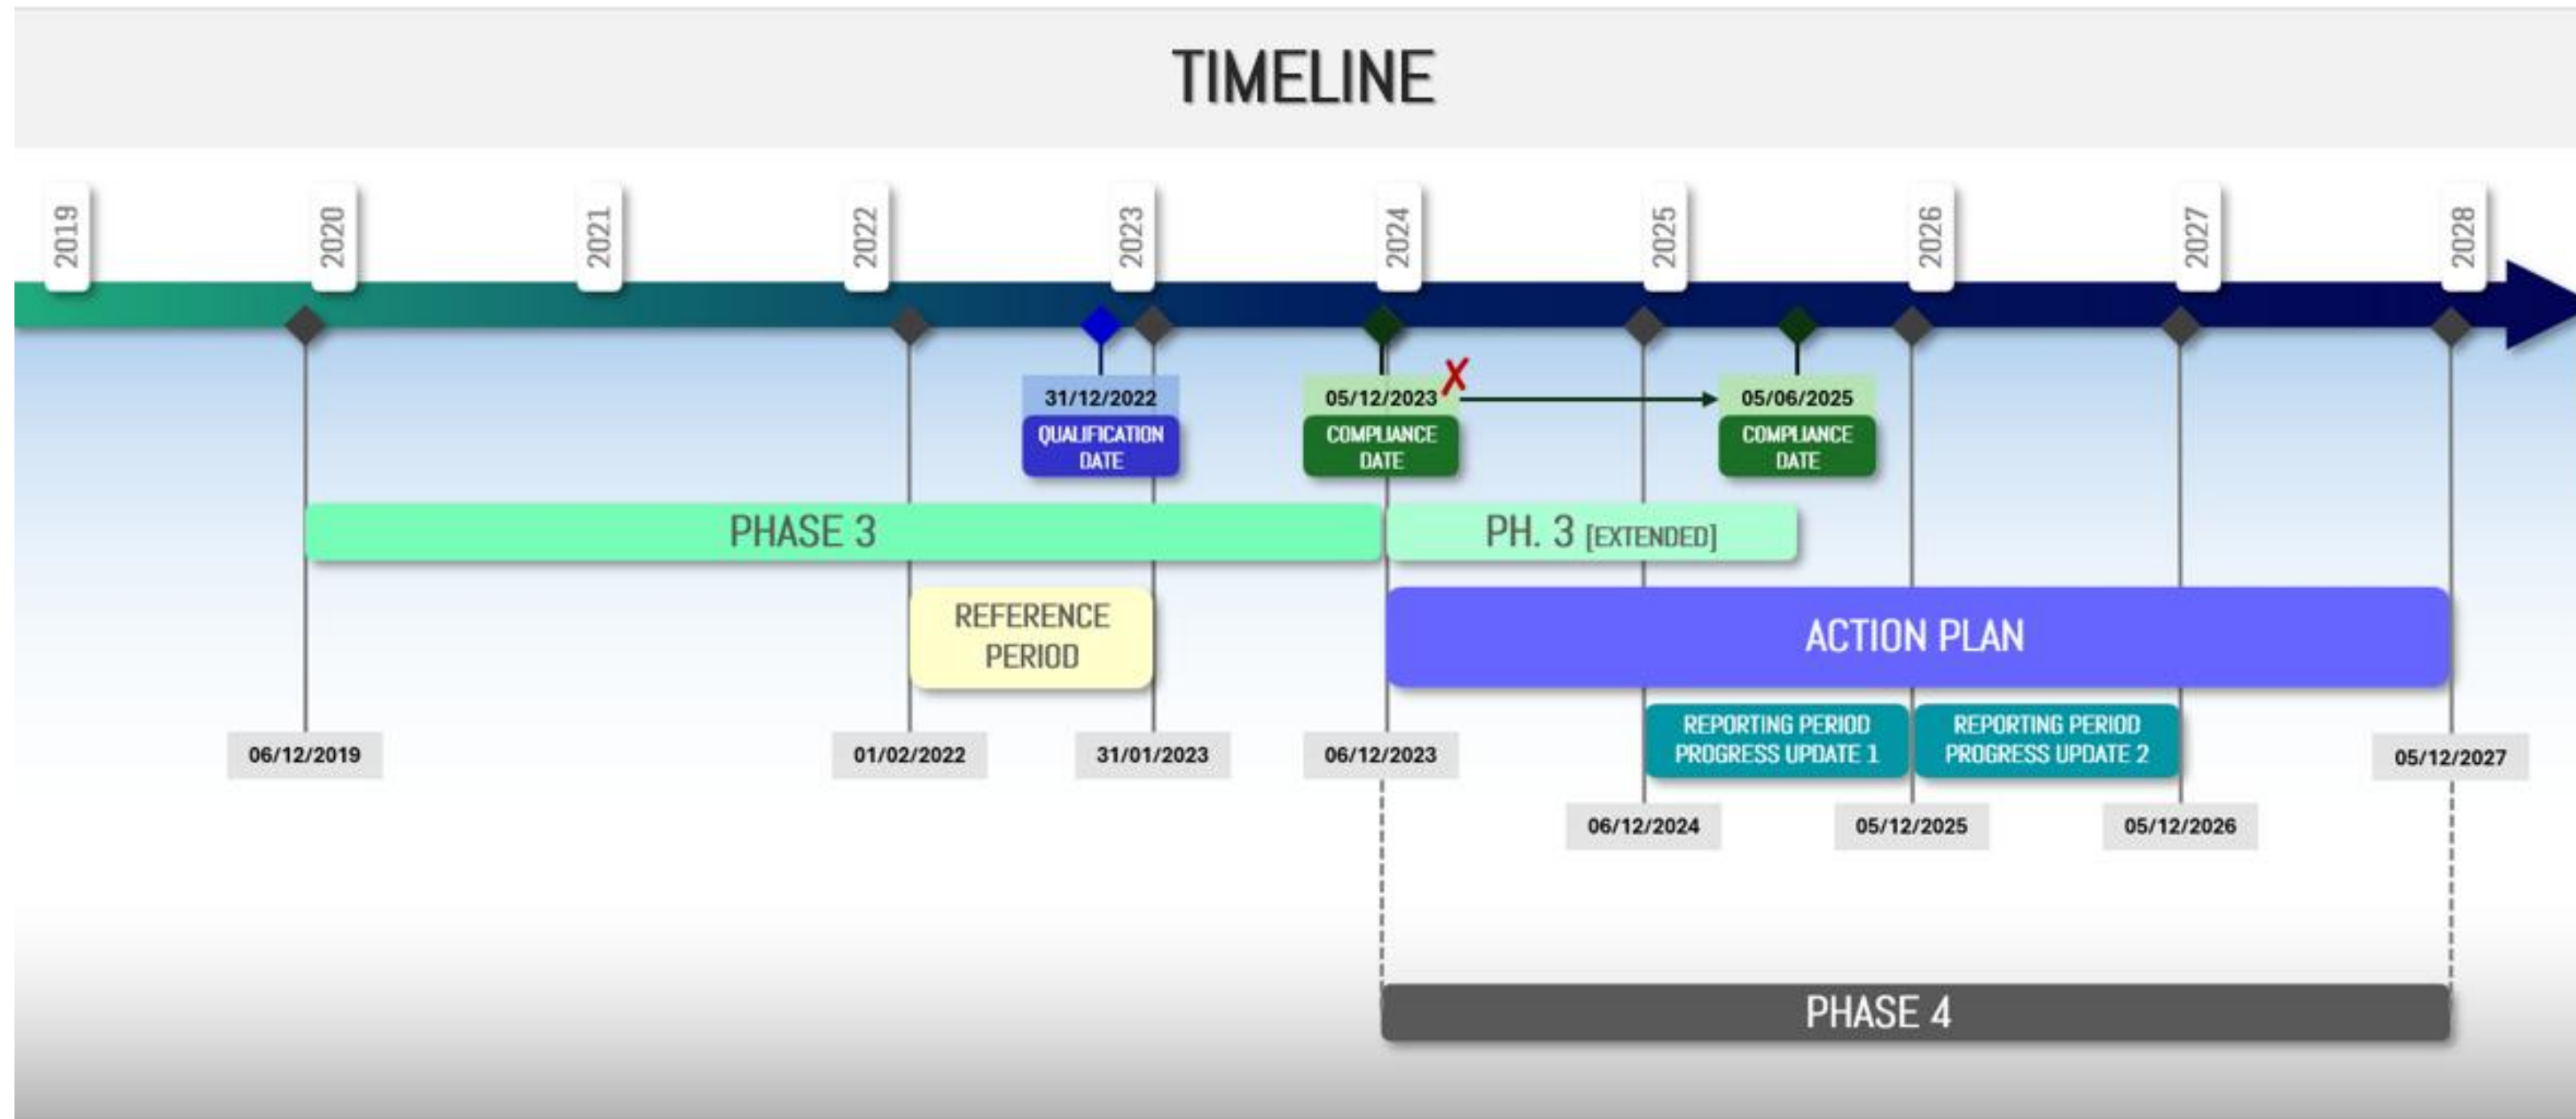 TIMELINE
2019
2020
2021
2022
2023
2024
2025
2026
2027
2028
31/12/2022
QUALIFICATION
DATE
05/12/2023
✗
COMPLIANCE
DATE
05/06/2025
COMPLIANCE
DATE
PHASE 3
PH. 3 [EXTENDED]
REFERENCE
PERIOD
ACTION PLAN
REPORTING PERIOD
PROGRESS UPDATE 1
REPORTING PERIOD
PROGRESS UPDATE 2
06/12/2019
01/02/2022
31/01/2023
06/12/2023
05/12/2027
06/12/2024
05/12/2025
05/12/2026
PHASE 4